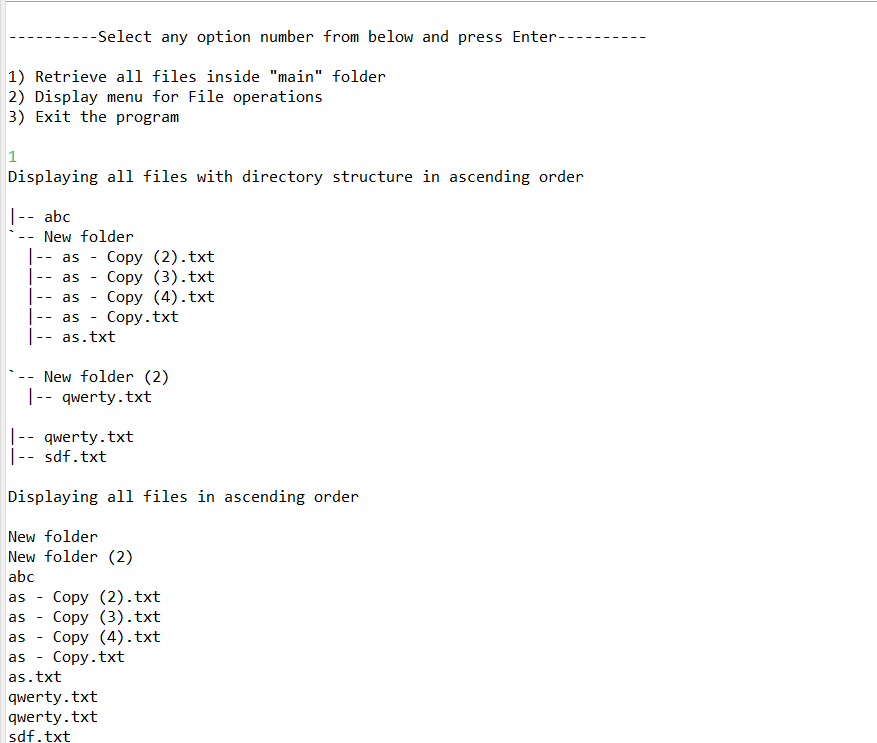 ----------Select any option number from below and press Enter----------
1) Retrieve all files inside "main" folder
2) Display menu for File operations
3) Exit the program
1
Displaying all files with directory structure in ascending order
|-- abc
`-- New folder
  |-- as - Copy (2).txt
  |-- as - Copy (3).txt
  |-- as - Copy (4).txt
  |-- as - Copy.txt
  |-- as.txt
`-- New folder (2)
  |-- qwerty.txt
|-- qwerty.txt
|-- sdf.txt
Displaying all files in ascending order
New folder
New folder (2)
abc
as - Copy (2).txt
as - Copy (3).txt
as - Copy (4).txt
as - Copy.txt
as.txt
qwerty.txt
qwerty.txt
sdf.txt